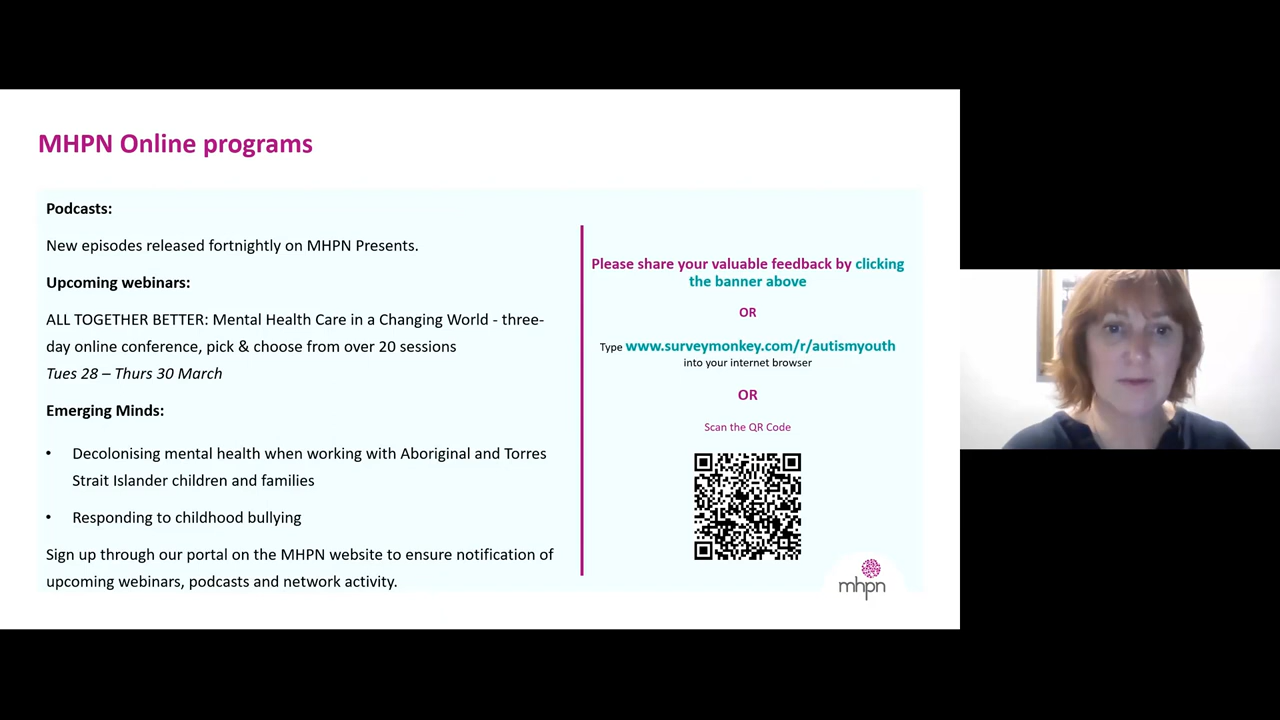 MHPN Online programs
Podcasts:
New episodes released fortnightly on MHPN Presents.
Upcoming webinars:
ALL TOGETHER BETTER: Mental Health Care in a Changing World - three-
day online conference, pick & choose from over 20 sessions
Tues 28 – Thurs 30 March
Emerging Minds:
• Decolonising mental health when working with Aboriginal and Torres
Strait Islander children and families
• Responding to childhood bullying
Sign up through our portal on the MHPN website to ensure notification of
upcoming webinars, podcasts and network activity.
Please share your valuable feedback by clicking
the banner above
OR
Type www.surveymonkey.com/r/autismyouth
into your internet browser
OR
Scan the QR Code
mhpn